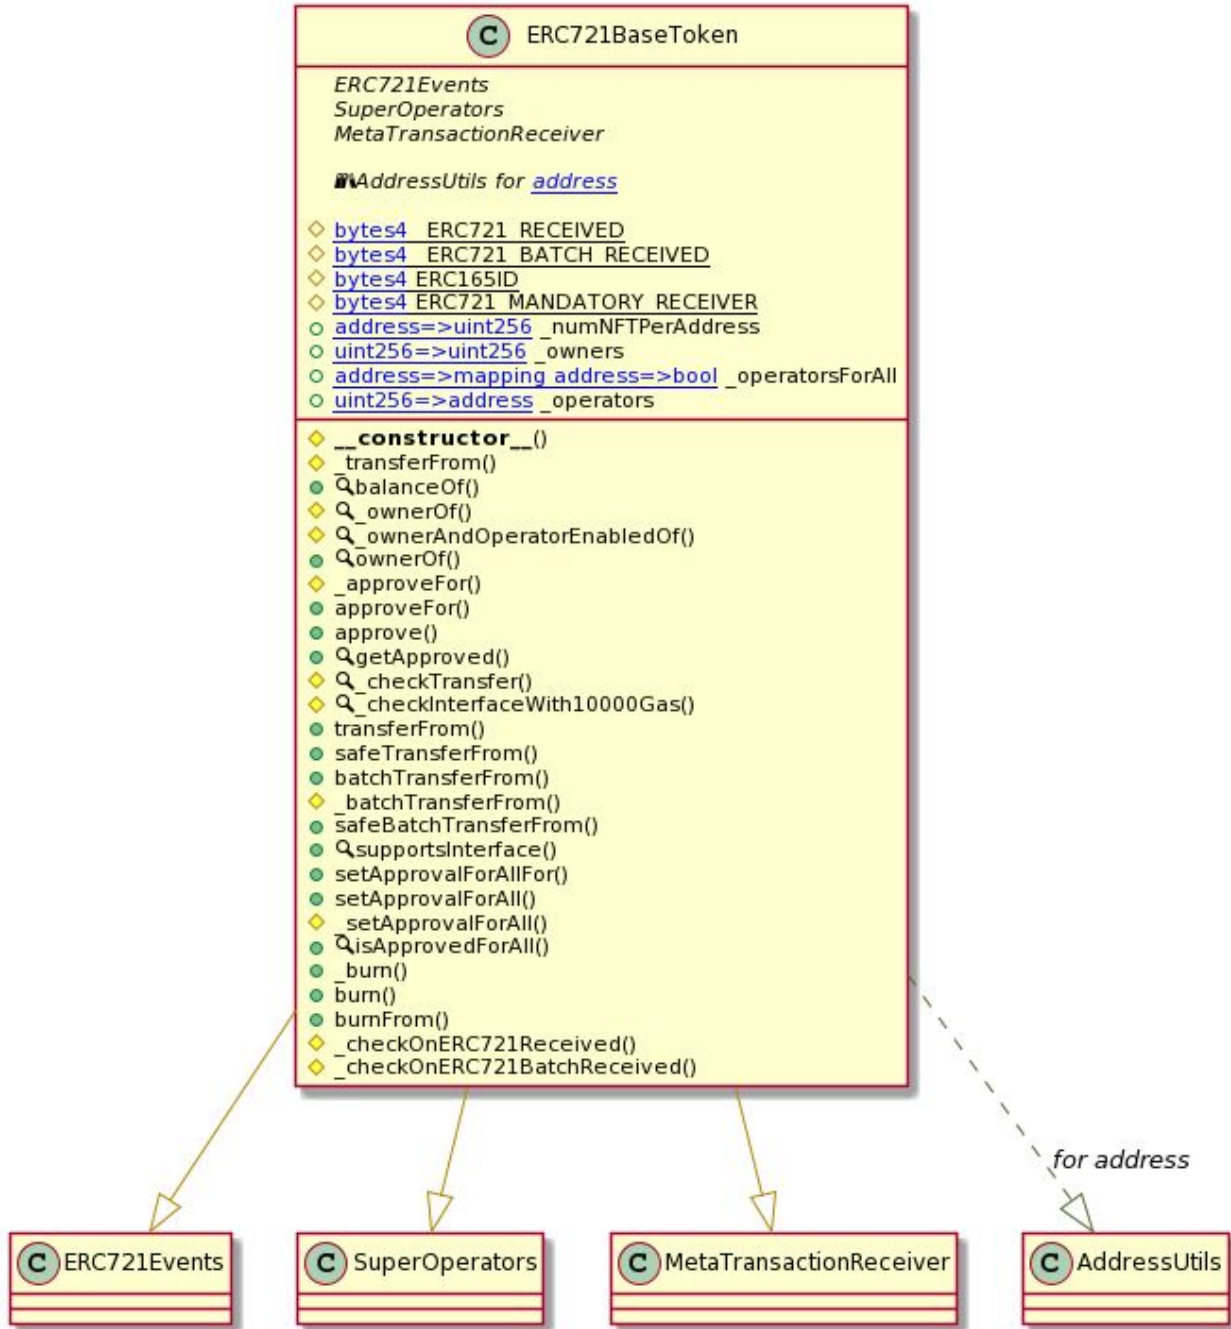 C ERC721BaseToken
ERC721Events
SuperOperators
MetaTransactionReceiver
AddressUtils for address
bytes4 _ERC721_RECEIVED
bytes4 _ERC721_BATCH_RECEIVED
bytes4 ERC165ID
bytes4 ERC721_MANDATORY_RECEIVER
address=>uint256 _numNFTPerAddress
uint256=>uint256 _owners
address=>mapping address=>bool _operatorsForAll
uint256=>address _operators
__constructor__()
_transferFrom()
balanceOf()
_ownerOf()
_ownerAndOperatorEnabledOf()
ownerOf()
_approveFor()
approveFor()
approve()
getApproved()
_checkTransfer()
_checkInterfaceWith10000Gas()
transferFrom()
safeTransferFrom()
batchTransferFrom()
_batchTransferFrom()
safeBatchTransferFrom()
supportsInterface()
setApprovalForAllFor()
setApprovalForAll()
_setApprovalForAll()
isApprovedForAll()
_burn()
burn()
burnFrom()
_checkOnERC721Received()
_checkOnERC721BatchReceived()
for address
C ERC721Events
C SuperOperators
C MetaTransactionReceiver
C AddressUtils